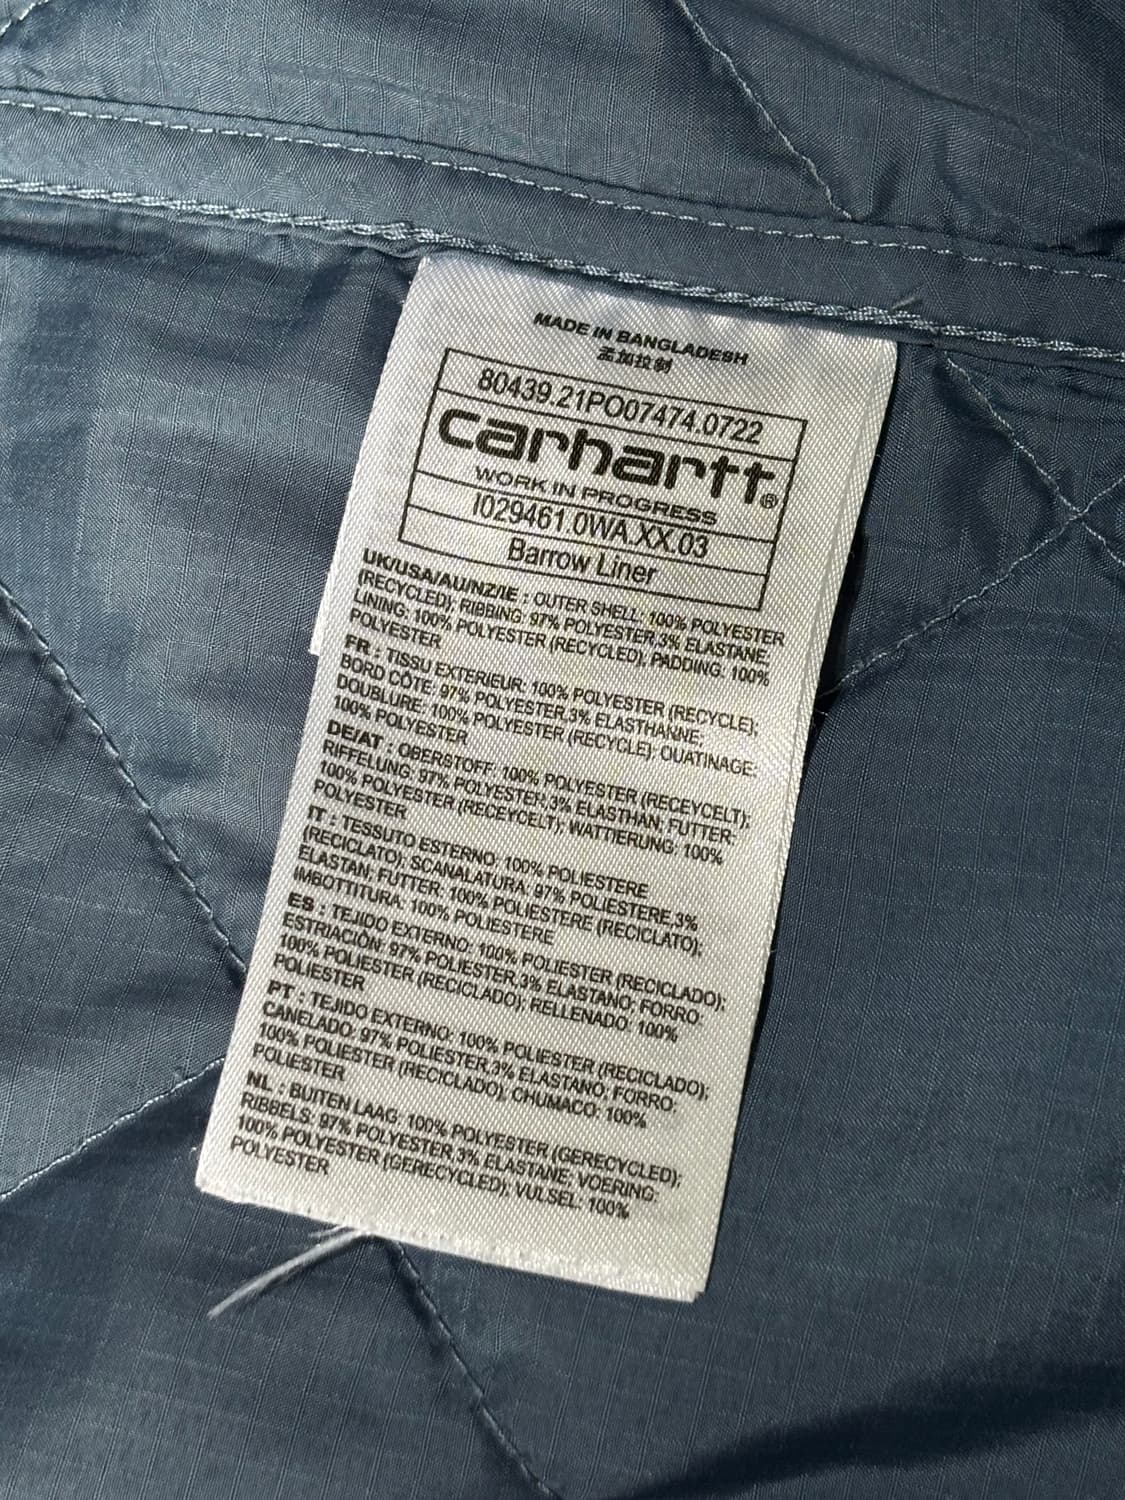 MADE IN BANGLADESH
孟加拉制
80439.21PO07474.0722
carhartt®
WORK IN PROGRESS
I029461.0WA.XX.03
Barrow Liner
UK/USA/AU/NZ/IE : OUTER SHELL: 100% POLYESTER
(RECYCLED); RIBBING: 97% POLYESTER,3% ELASTANE;
LINING: 100% POLYESTER (RECYCLED), PADDING: 100%
POLYESTER
FR : TISSU EXTERIEUR: 100% POLYESTER (RECYCLE);
BORD CÔTE: 97% POLYESTER,3% ELASTHANNE;
DOUBLURE: 100% POLYESTER (RECYCLE); OUATINAGE:
100% POLYESTER
DE/AT : OBERSTOFF: 100% POLYESTER (RECEYCELT);
RIFFELUNG: 97% POLYESTER,3% ELASTHAN; FUTTER:
100% POLYESTER (RECEYCELT); WATTIERUNG: 100%
POLYESTER
IT : TESSUTO ESTERNO: 100% POLIESTERE
(RECICLATO); SCANALATURA: 97% POLIESTERE,3%
ELASTAN; FUTTER: 100% POLIESTERE (RECICLATO),
IMBOTTITURA: 100% POLIESTERE
ES : TEJIDO EXTERNO: 100% POLIESTER (RECICLADO);
ESTRIACIÓN: 97% POLIESTER,3% ELASTANO; FORRO:
100% POLIESTER (RECICLADO); RELLENADO: 100%
POLIESTER
PT : TEJIDO EXTERNO: 100% POLIESTER (RECICLADO);
CANELADO: 97% POLIESTER,3% ELASTANO; FORRO:
100% POLIESTER (RECICLADO), CHUMACO: 100%
POLIESTER
NL : BUITEN LAAG: 100% POLYESTER (GERECYCLED);
RIBBELS: 97% POLYESTER,3% ELASTANE; VOERING:
100% POLYESTER (GERECYCLED), VULSEL: 100%
POLYESTER